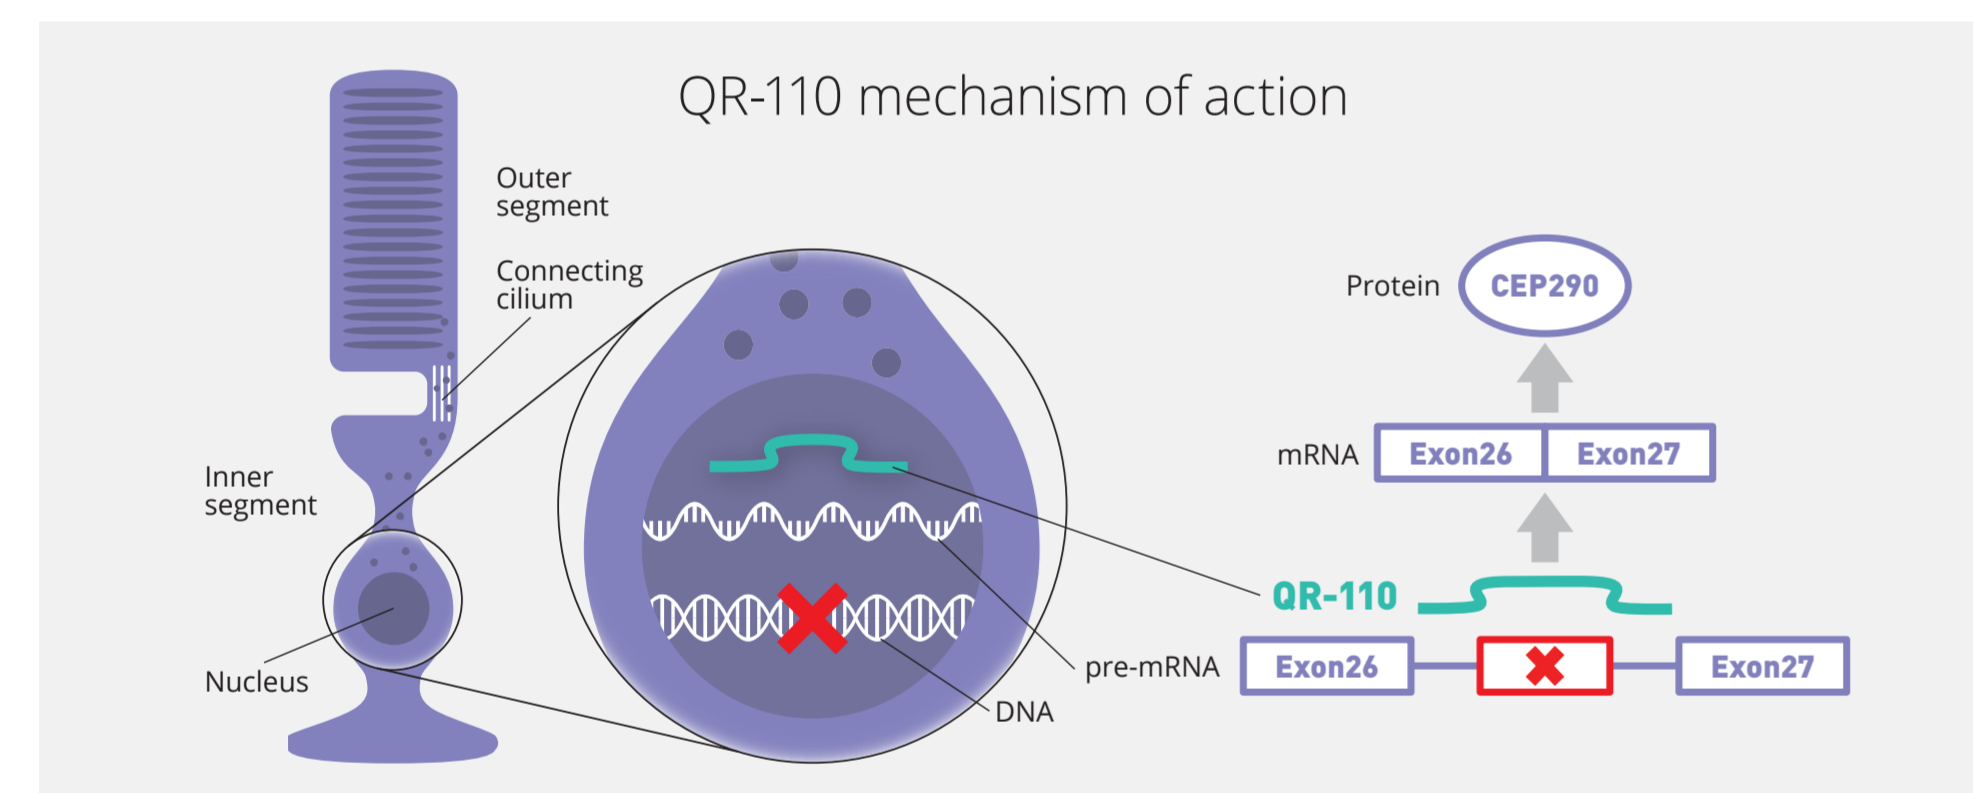 QR-110 mechanism of action
Outer
segment
Connecting
cilium
Inner
segment
Nucleus
Protein
CEP290
mRNA
Exon26
Exon27
QR-110
pre-mRNA
Exon26
Exon27
DNA